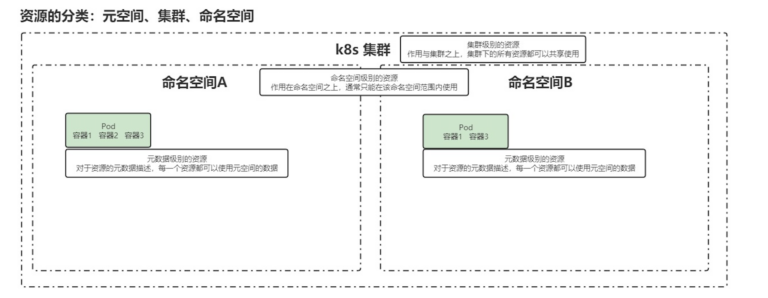 资源的分类：元空间、集群、命名空间
k8s 集群
集群级别的资源
作用与集群之上，集群下的所有资源都可以共享使用
命名空间A
命名空间级别的资源
作用在命名空间之上，通常只能在该命名空间范围内使用
命名空间B
Pod
容器1 容器2 容器3
元数据级别的资源
对于资源的元数据描述，每一个资源都可以使用元空间的数据
Pod
容器1 容器3
元数据级别的资源
对于资源的元数据描述，每一个资源都可以使用元空间的数据